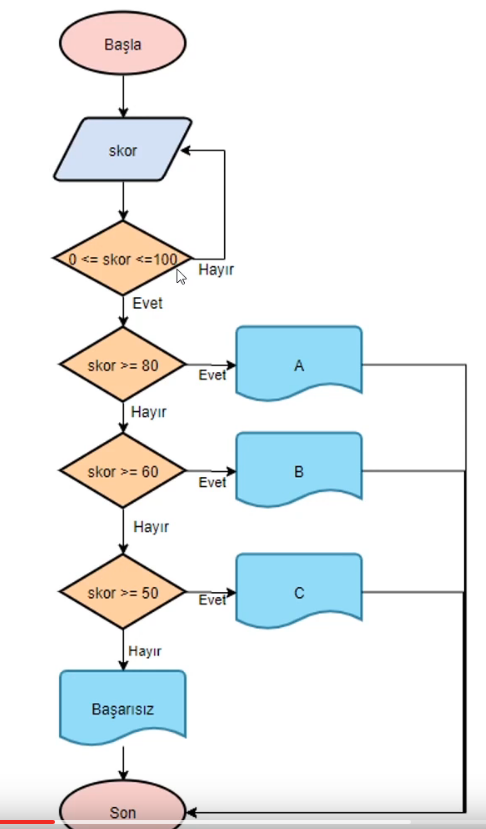 Başla
skor
0 <= skor <=100
Hayır
Evet
skor >= 80
Evet
A
Hayır
skor >= 60
Evet
B
Hayır
skor >= 50
Evet
C
Hayır
Başarısız
Son